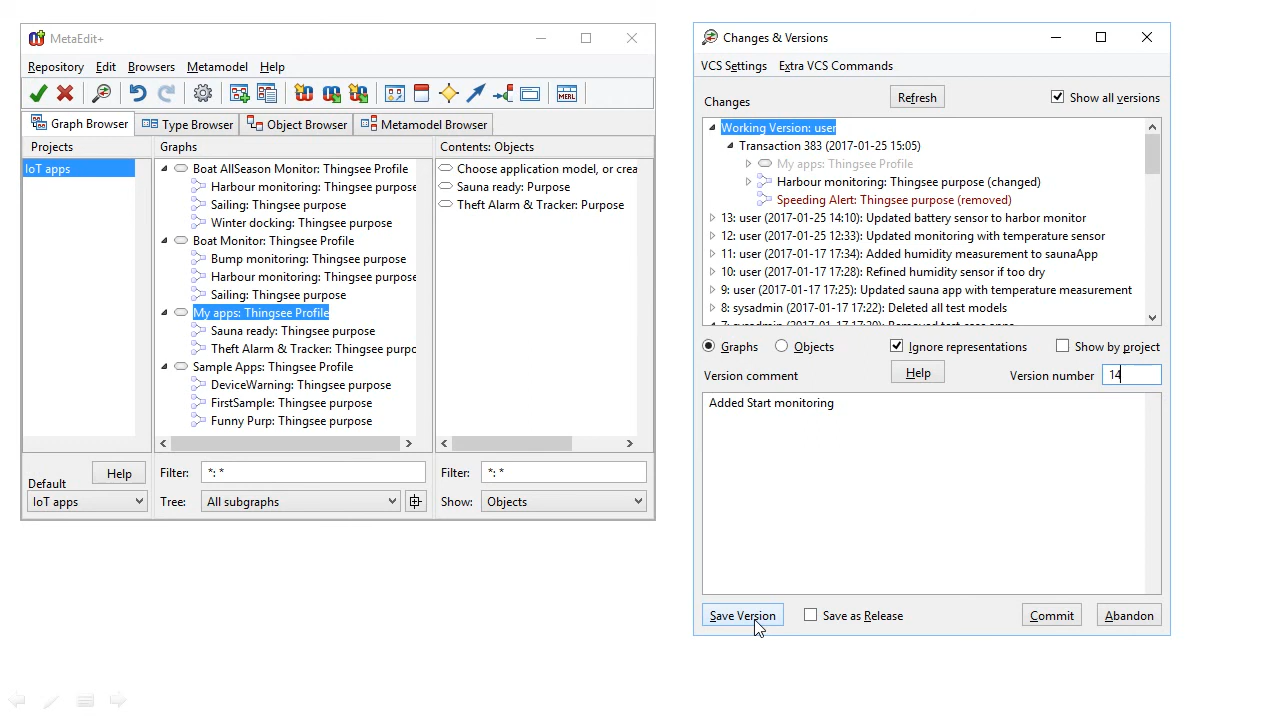 MetaEdit+
Repository Edit Browsers Metamodel Help
MERL
Graph Browser Type Browser Object Browser Metamodel Browser
Projects
IoT apps
Default
Help
IoT apps
Graphs
Boat AllSeason Monitor: Thingsee Profile
Harbour monitoring: Thingsee purpose
Sailing: Thingsee purpose
Winter docking: Thingsee purpose
Boat Monitor: Thingsee Profile
Bump monitoring: Thingsee purpose
Harbour monitoring: Thingsee purpose
Sailing: Thingsee purpose
My apps: Thingsee Profile
Sauna ready: Thingsee purpose
Theft Alarm & Tracker: Thingsee purpo
Sample Apps: Thingsee Profile
DeviceWarning: Thingsee purpose
FirstSample: Thingsee purpose
Funny Purp: Thingsee purpose
Filter: *: *
Tree: All subgraphs
Contents: Objects
Choose application model, or crea
Sauna ready: Purpose
Theft Alarm & Tracker: Purpose
Filter: *: *
Show: Objects
Changes & Versions
VCS Settings Extra VCS Commands
Changes Refresh Show all versions
Working Version: user
Transaction 383 (2017-01-25 15:05)
My apps: Thingsee Profile
Harbour monitoring: Thingsee purpose (changed)
Speeding Alert: Thingsee purpose (removed)
13: user (2017-01-25 14:10): Updated battery sensor to harbor monitor
12: user (2017-01-25 12:33): Updated monitoring with temperature sensor
11: user (2017-01-17 17:34): Added humidity measurement to saunaApp
10: user (2017-01-17 17:28): Refined humidity sensor if too dry
9: user (2017-01-17 17:25): Updated sauna app with temperature measurement
8: sysadmin (2017-01-17 17:22): Deleted all test models
Graphs Objects Ignore representations Show by project
Version comment Help Version number 14
Added Start monitoring
Save Version Save as Release Commit Abandon